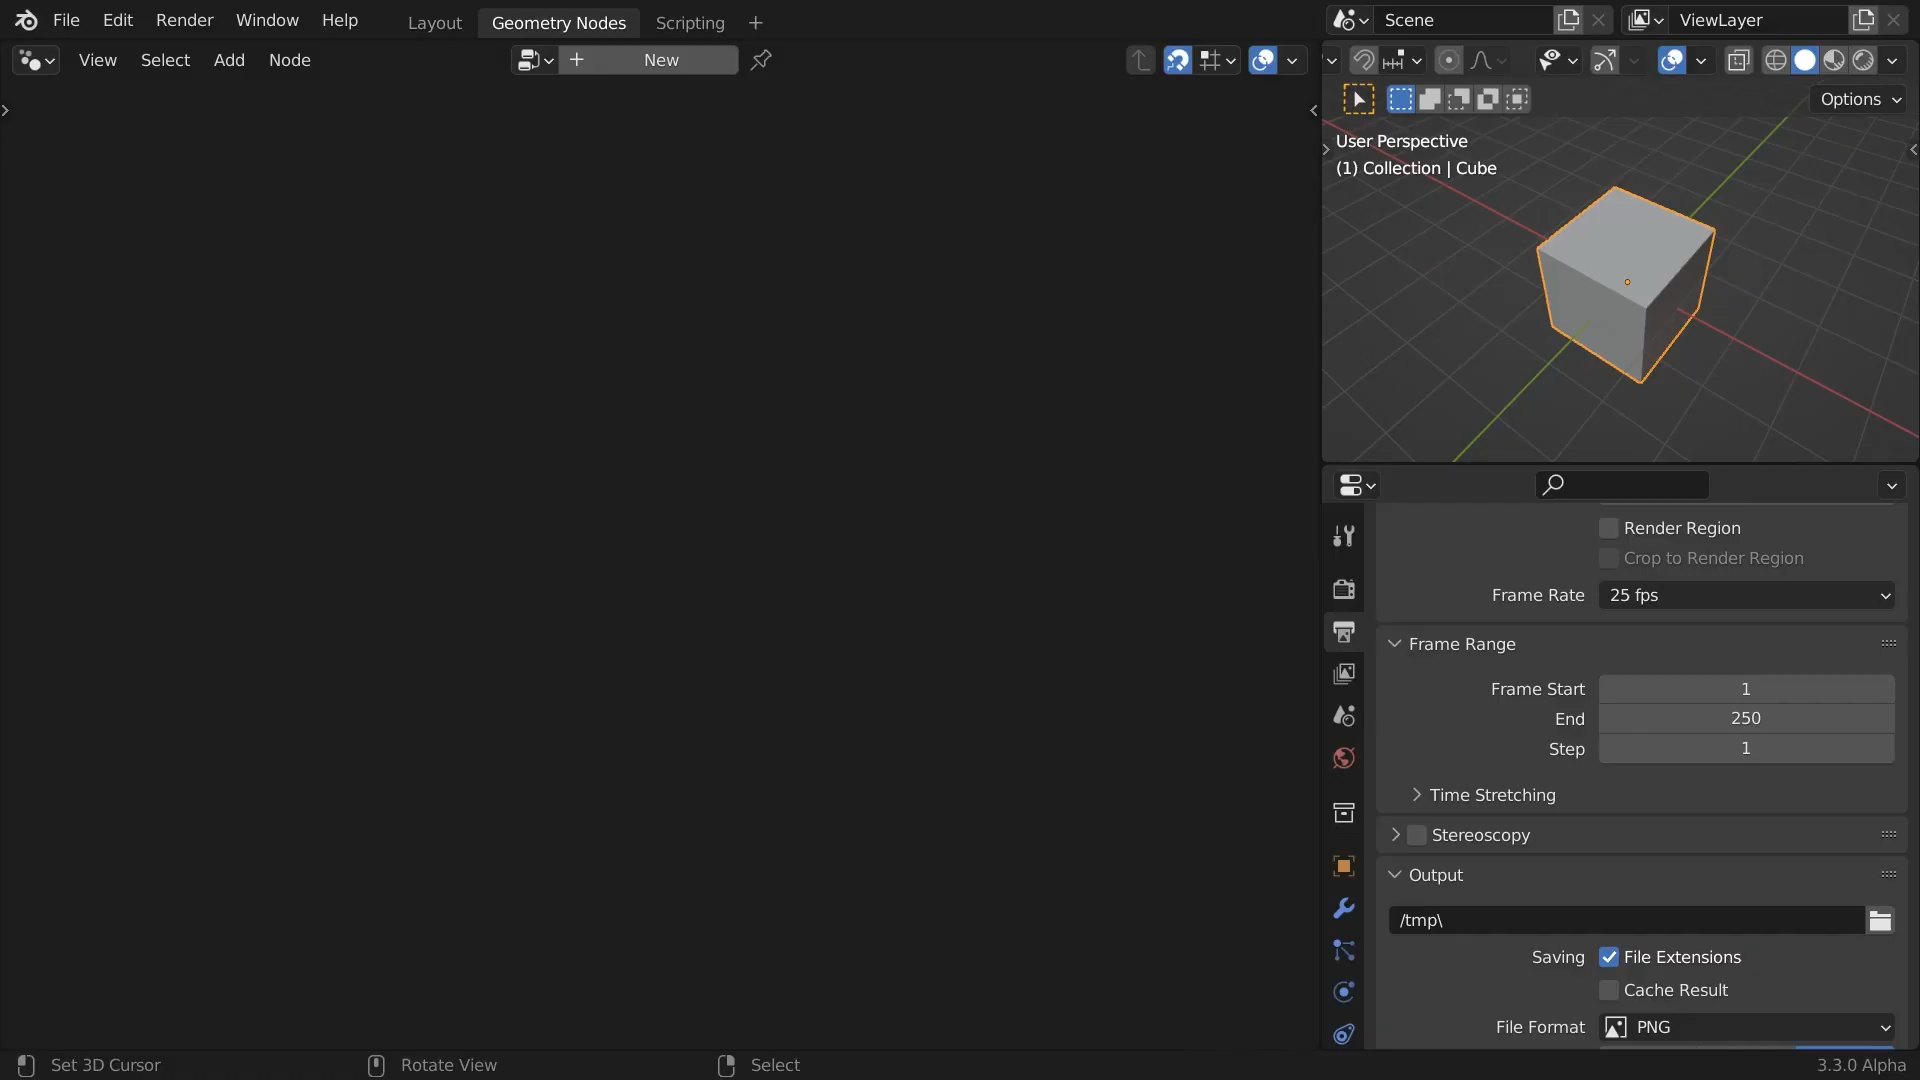 File Edit Render Window Help Layout Geometry Nodes Scripting + Scene ViewLayer
View Select Add Node + New
Options
User Perspective
(1) Collection | Cube
Render Region
Crop to Render Region
Frame Rate 25 fps
Frame Range
Frame Start 1
End 250
Step 1
Time Stretching
Stereoscopy
Output
/tmp\
Saving File Extensions
Cache Result
File Format PNG
Set 3D Cursor Rotate View Select 3.3.0 Alpha